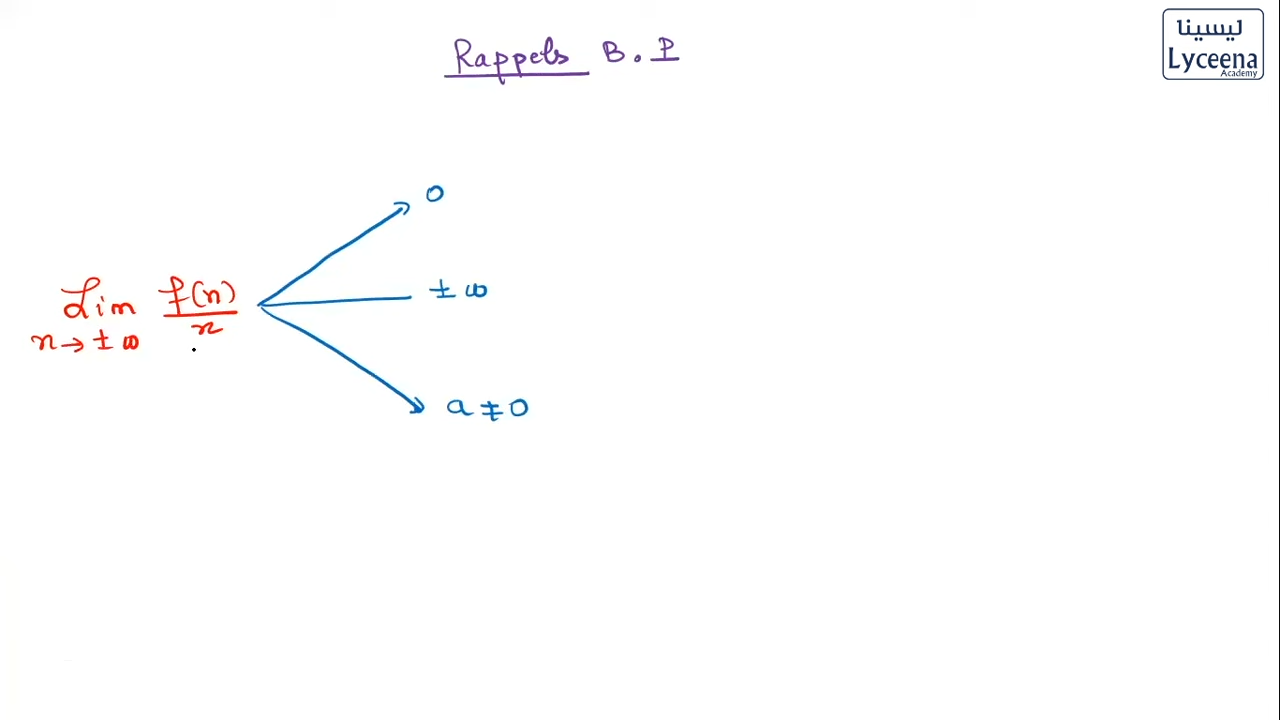 ليسينا
Lyceena
Academy
Rappels B.P
0
Lim f(x)/x ± ∞
x → ± ∞
a ≠ 0